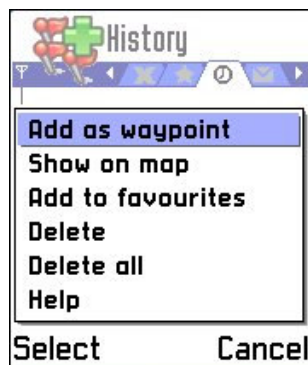 History
Add as waypoint
Show on map
Add to favourites
Delete
Delete all
Help
Select Cancel